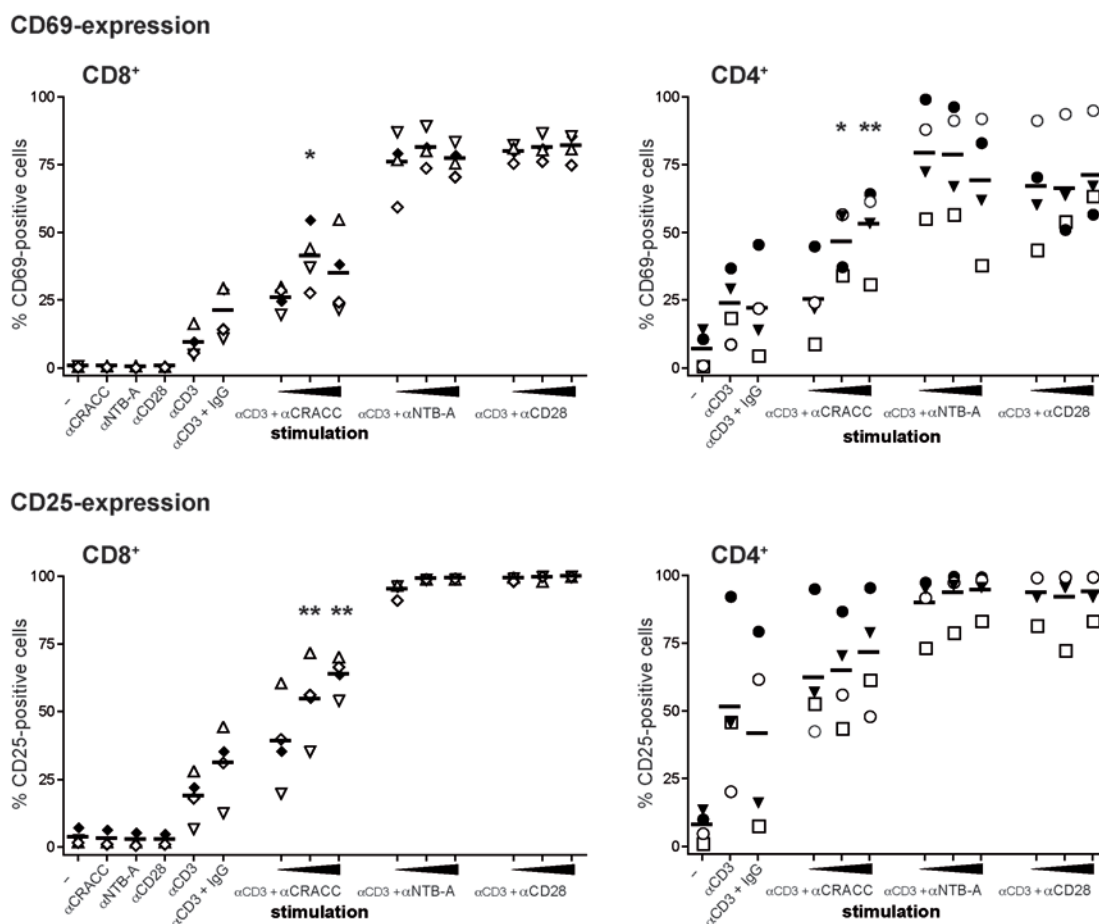 CD69-expression
CD8⁺
CD4⁺
% CD69-positive cells
100
75
50
25
0
*
–
αCRACC
αNTB-A
αCD28
αCD3
αCD3 + IgG
αCD3 + αCRACC
αCD3 + αNTB-A
αCD3 + αCD28
stimulation
% CD69-positive cells
100
75
50
25
0
* **
–
αCD3
αCD3 + IgG
αCD3 + αCRACC
αCD3 + αNTB-A
αCD3 + αCD28
stimulation
CD25-expression
CD8⁺
CD4⁺
% CD25-positive cells
100
75
50
25
0
** **
–
αCRACC
αNTB-A
αCD28
αCD3
αCD3 + IgG
αCD3 + αCRACC
αCD3 + αNTB-A
αCD3 + αCD28
stimulation
% CD25-positive cells
100
75
50
25
0
–
αCD3
αCD3 + IgG
αCD3 + αCRACC
αCD3 + αNTB-A
αCD3 + αCD28
stimulation